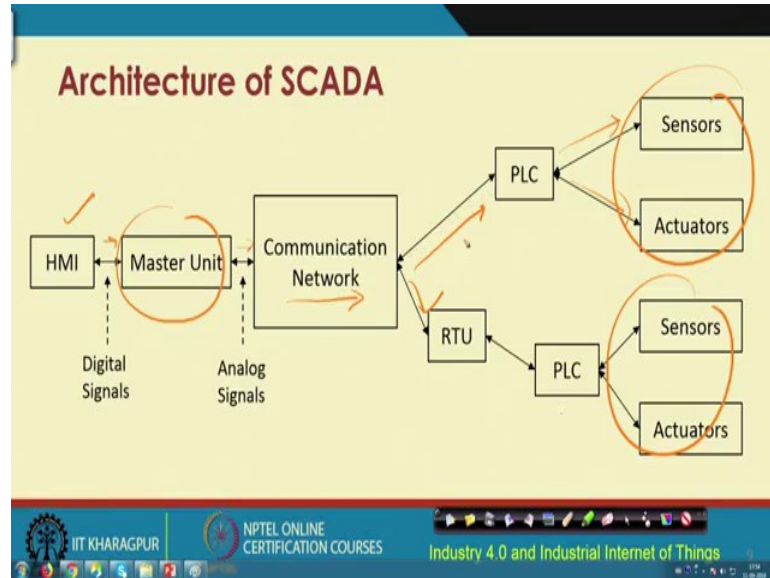 Architecture of SCADA
Sensors
PLC
Actuators
HMI
Master Unit
Communication
Network
Digital
Signals
Analog
Signals
RTU
PLC
Sensors
Actuators
IIT KHARAGPUR
NPTEL ONLINE
CERTIFICATION COURSES
Industry 4.0 and Industrial Internet of Things